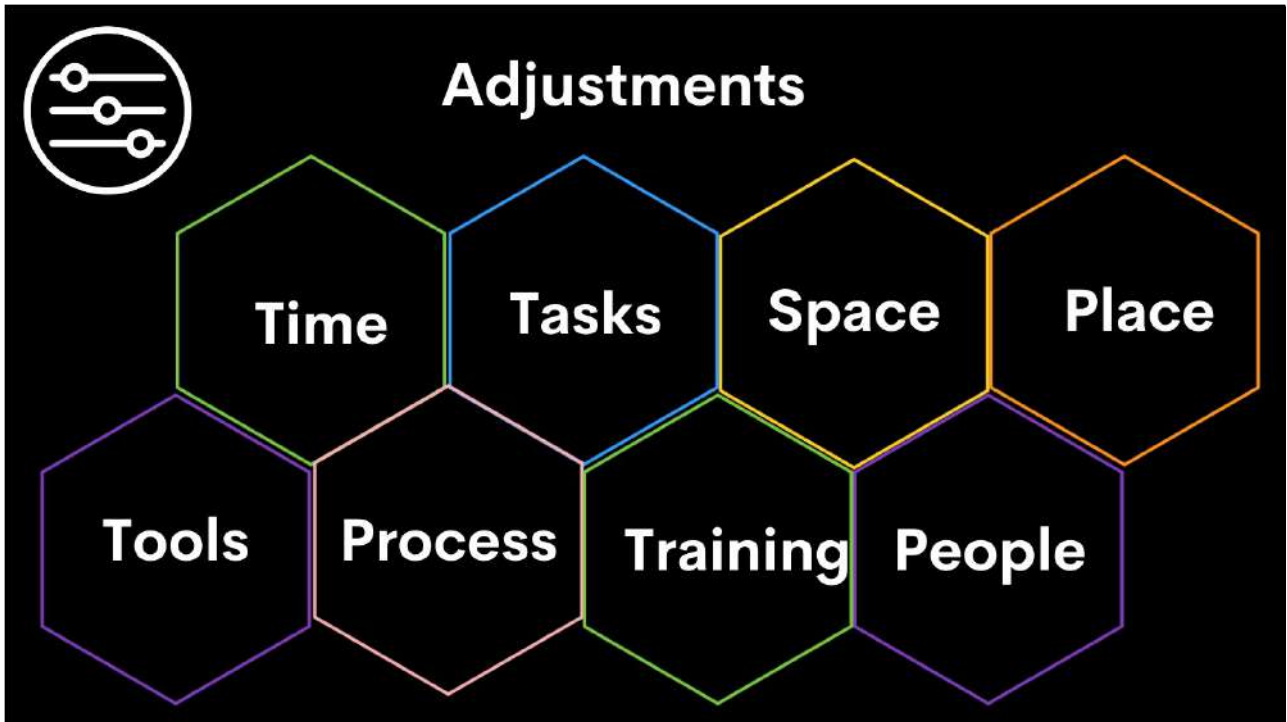 Adjustments
Time
Tasks
Space
Place
Tools
Process
Training
People